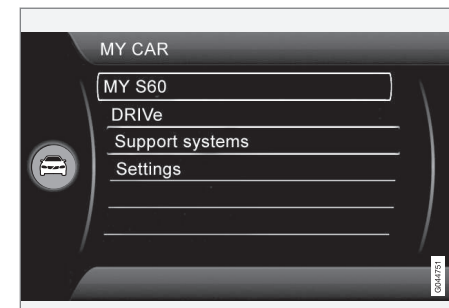 MY CAR
MY S60
DRIVe
Support systems
Settings
G044751